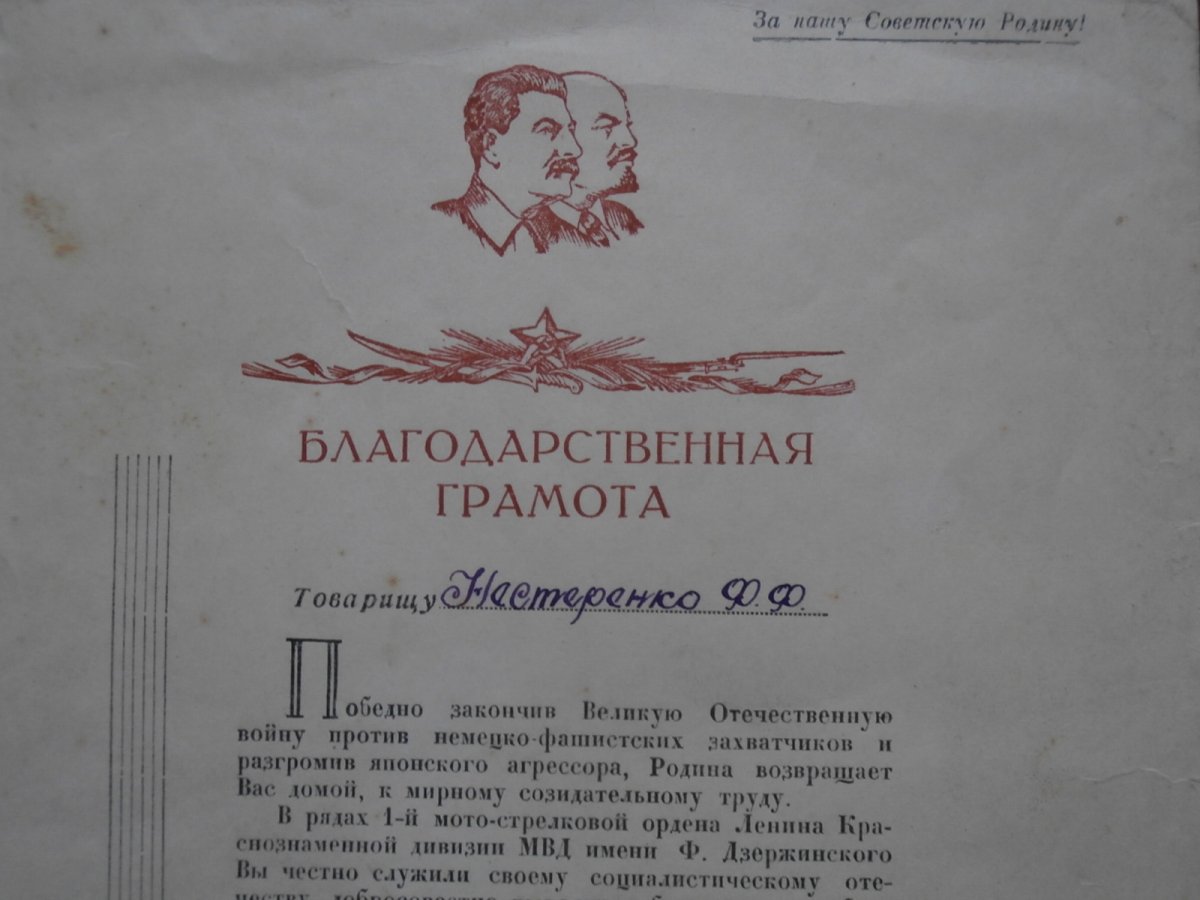 За нашу Советскую Родину!
БЛАГОДАРСТВЕННАЯ
ГРАМОТА
Товарищу Нестеренко Ф. Ф.
Победно закончив Великую Отечественную
войну против немецко-фашистских захватчиков и
разгромив японского агрессора, Родина возвращает
Вас домой, к мирному созидательному труду.
В рядах 1-й мото-стрелковой ордена Ленина Кра-
снознаменной дивизии МВД имени Ф. Дзержинского
Вы честно служили своему социалистическому оте-
честву, добросовестно